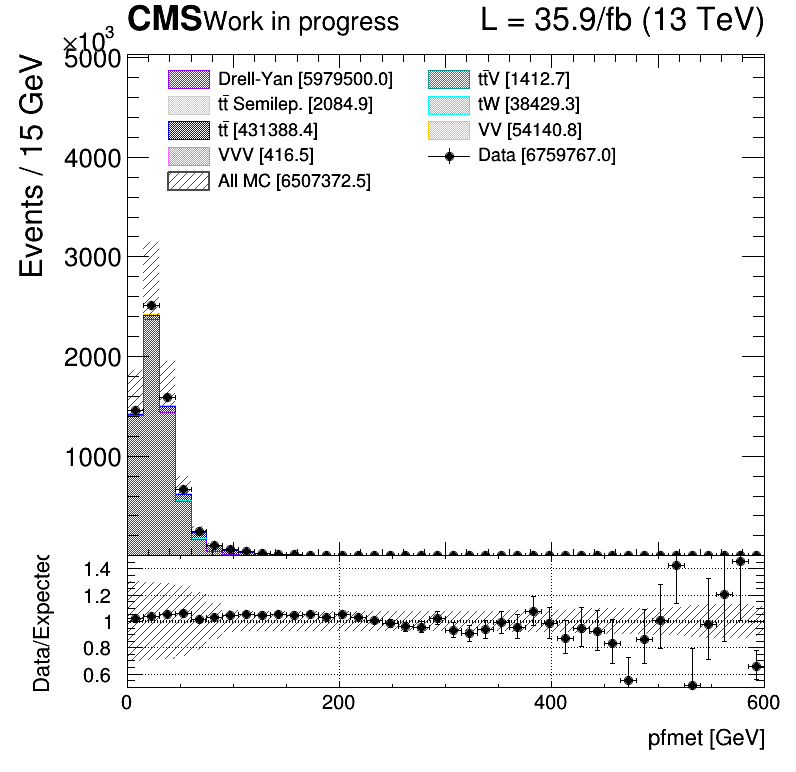 CMS Work in progress L = 35.9/fb (13 TeV)
×10³
Events / 15 GeV
5000
4000
3000
2000
1000
Drell-Yan [5979500.0]
tt̄ Semilep. [2084.9]
tt̄ [431388.4]
VVV [416.5]
All MC [6507372.5]
tt̄V [1412.7]
tW [38429.3]
VV [54140.8]
Data [6759767.0]
Data/Expected
1.4
1.2
1
0.8
0.6
0 200 400 600
pfmet [GeV]